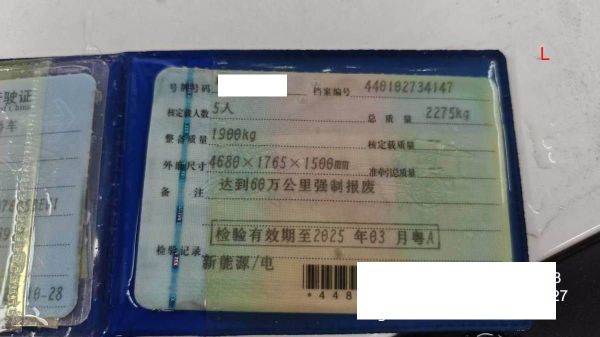 驶证
号牌号码
档案编号 440102734147
核定载人数 5人
总质量 2275kg
整备质量 1900kg
核定载质量 —
外廓尺寸 4680×1765×1500mm
准牵引总质量 —
备注 达到60万公里强制报废
检验有效期至2025 年03 月粤A
检验记录
新能源/电
*448
10-28
L
3
27